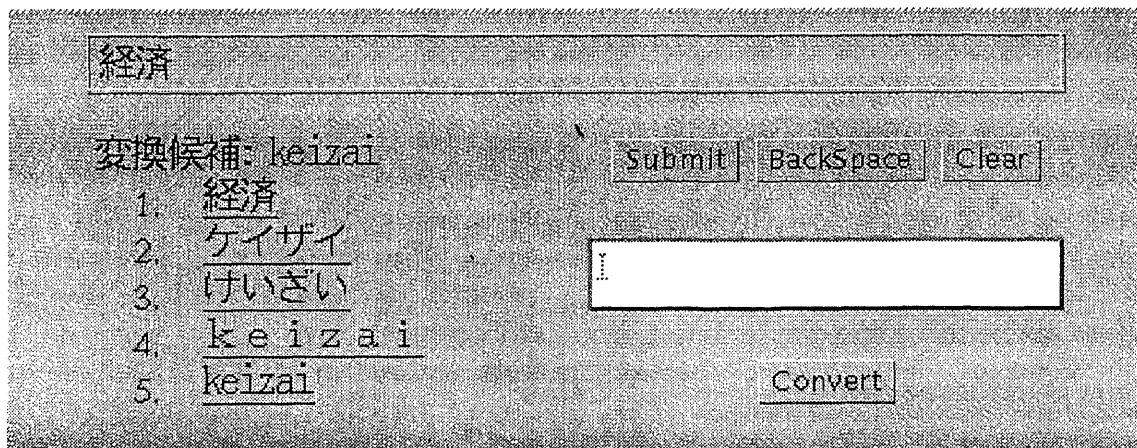 経済
変換候補: keizai
Submit BackSpace Clear
1. 経済
2. ケイザイ
3. けいざい
4. ｋｅｉｚａｉ
5. keizai
Convert